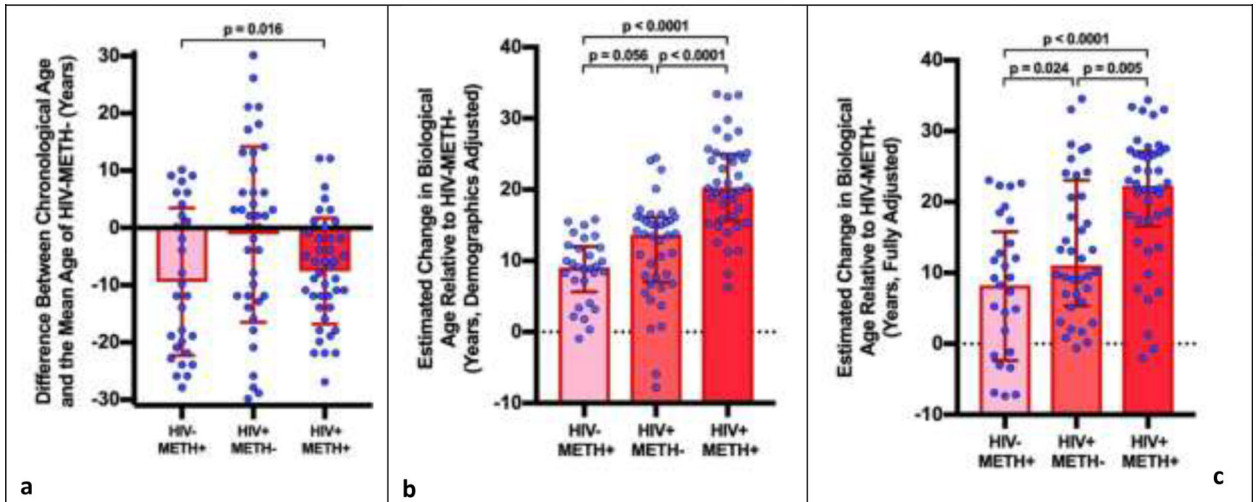 Difference Between Chronological Age
and the Mean Age of HIV-METH- (Years)
p = 0.016
30
20
10
0
-10
-20
-30
HIV-
METH+
HIV+
METH-
HIV+
METH+
a
Estimated Change in Biological
Age Relative to HIV-METH-
(Years, Demographics Adjusted)
p < 0.0001
p = 0.056
p < 0.0001
40
30
20
10
0
-10
HIV-
METH+
HIV+
METH-
HIV+
METH+
b
Estimated Change in Biological
Age Relative to HIV-METH-
(Years, Fully Adjusted)
p < 0.0001
p = 0.024
p = 0.005
40
30
20
10
0
-10
HIV-
METH+
HIV+
METH-
HIV+
METH+
c